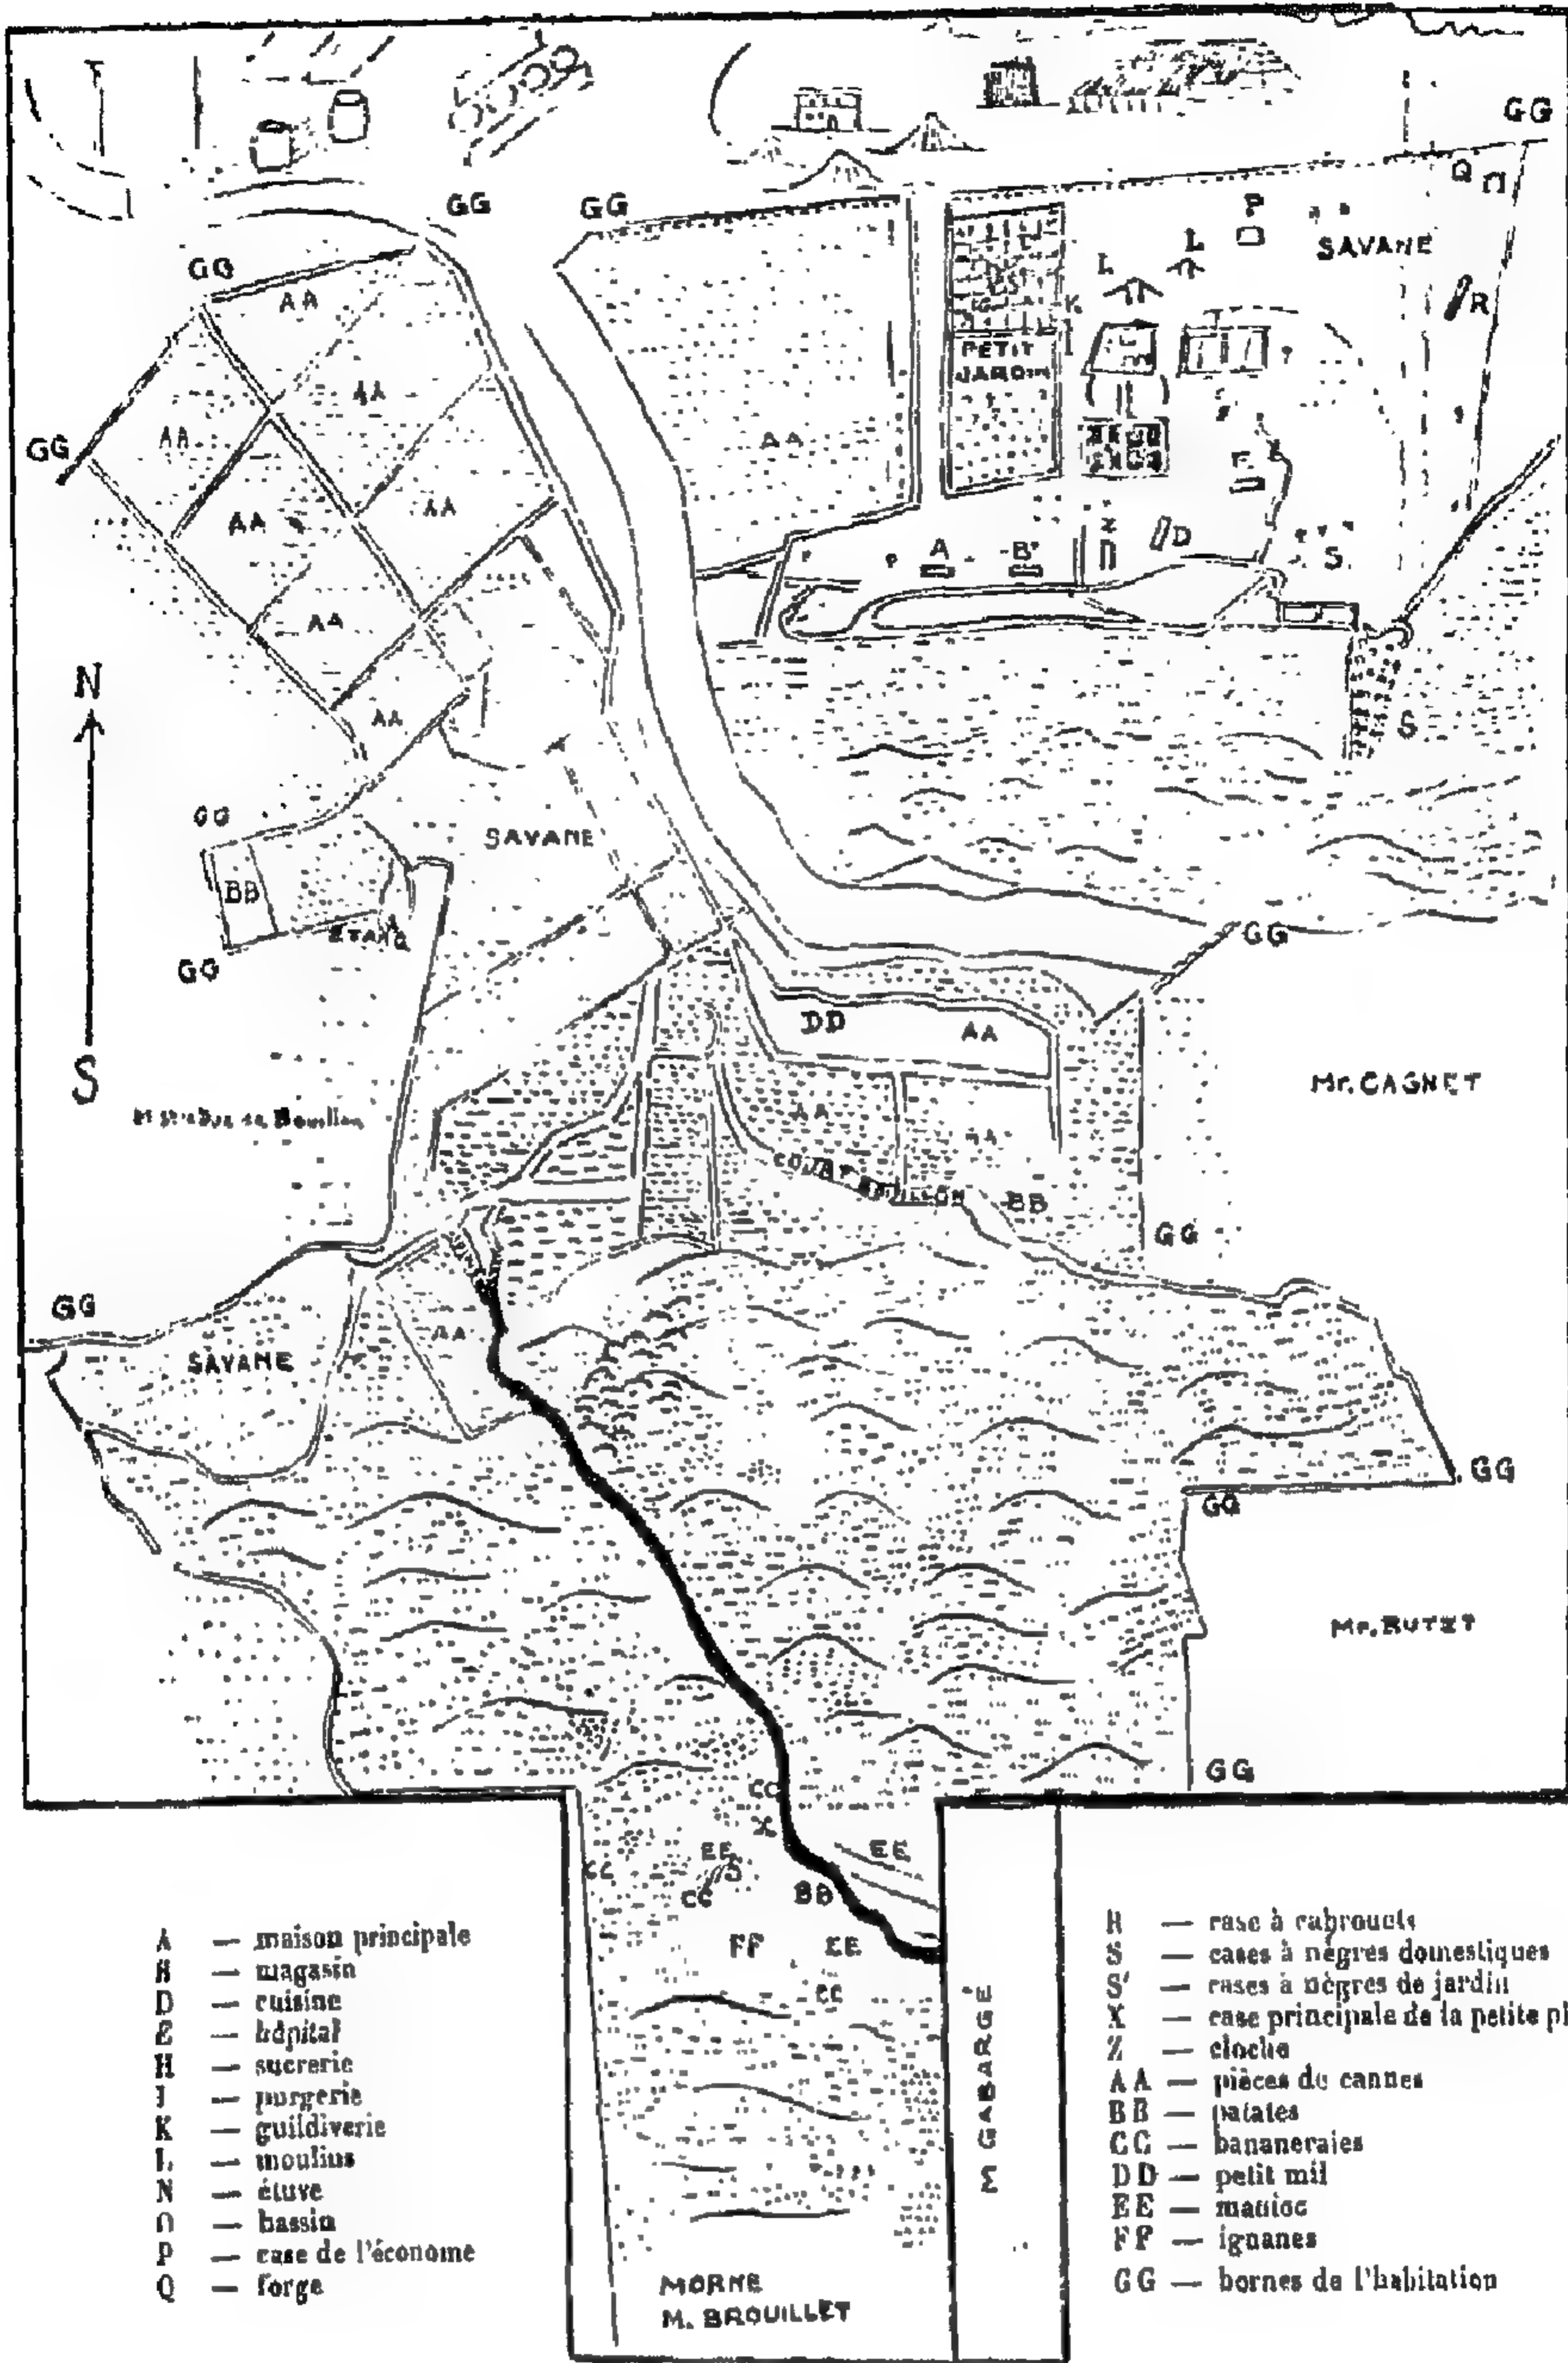 GG
GG
GG
GG
Q
P
L
L
SAVANE
R
AA
K
PETIT
JARDIN
AA
AA
AA
GG
AA
AA
E
D
A
B
S
AA
N
AA
S
GG
SAVANE
BB
ETANG
GG
GG
DD
AA
Mr. CAGNET
S
AA
AA
COURT BOUILLON
BB
GG
GG
SAVANE
AA
GG
GG
Mr. BUTET
GG
CC
X
EE
EE
CC
S
CC
BB
FF
EE
CC
M GABARGÉ
MORNE
M. BROUILLET
A — maison principale
B — magasin
D — cuisine
E — hôpital
H — sucrerie
I — purgerie
K — guildiverie
L — moulins
N — étuve
O — bassin
P — case de l'économe
Q — forge
R — case à cabrouets
S — cases à nègres domestiques
S' — cases à nègres de jardin
X — case principale de la petite pl
Z — cloche
AA — pièces de cannes
BB — patates
CC — bananeraies
DD — petit mil
EE — manioc
FF — ignanes
GG — bornes de l'habitation